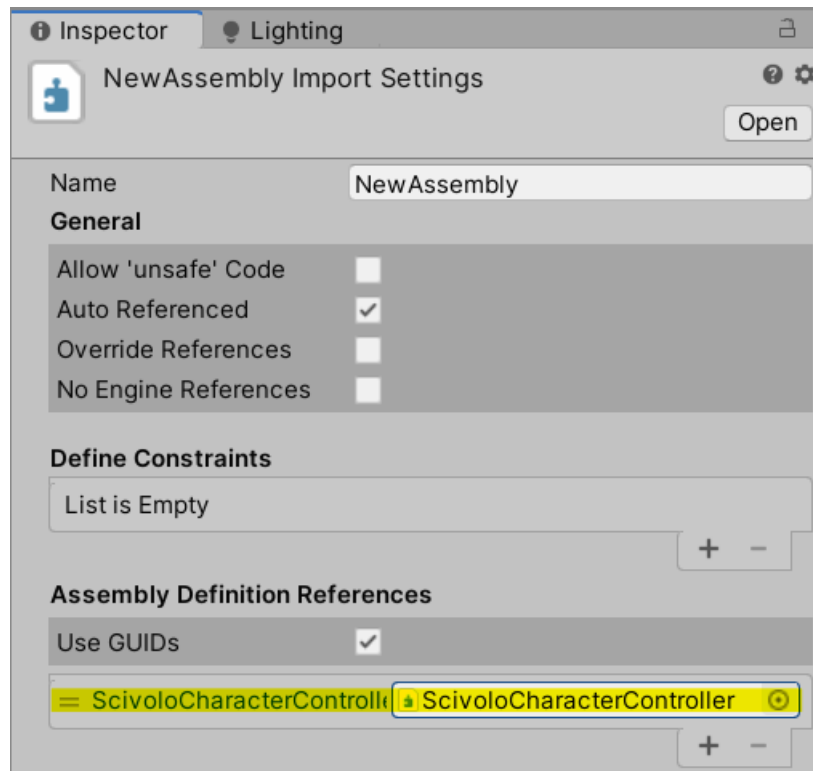 Inspector Lighting
NewAssembly Import Settings
Open
Name NewAssembly
General
Allow 'unsafe' Code
Auto Referenced
Override References
No Engine References
Define Constraints
List is Empty
+ −
Assembly Definition References
Use GUIDs
= ScivoloCharacterControlle ScivoloCharacterController
+ −